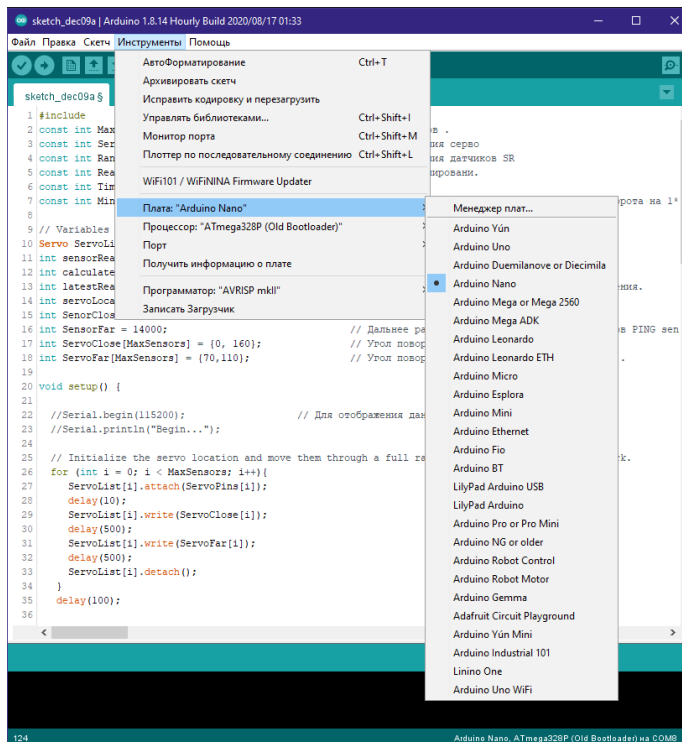 sketch_dec09a | Arduino 1.8.14 Hourly Build 2020/08/17 01:33
Файл Правка Скетч Инструменты Помощь
sketch_dec09a §
АвтоФорматирование Ctrl+T
Архивировать скетч
Исправить кодировку и перезагрузить
Управлять библиотеками... Ctrl+Shift+I
Монитор порта Ctrl+Shift+M
Плоттер по последовательному соединению Ctrl+Shift+L
WiFi101 / WiFiNINA Firmware Updater
Плата: "Arduino Nano"
Процессор: "ATmega328P (Old Bootloader)"
Порт
Получить информацию о плате
Программатор: "AVRISP mkII"
Записать Загрузчик
Менеджер плат...
Arduino Yún
Arduino Uno
Arduino Duemilanove or Diecimila
Arduino Nano
Arduino Mega or Mega 2560
Arduino Mega ADK
Arduino Leonardo
Arduino Leonardo ETH
Arduino Micro
Arduino Esplora
Arduino Mini
Arduino Ethernet
Arduino Fio
Arduino BT
LilyPad Arduino USB
LilyPad Arduino
Arduino Pro or Pro Mini
Arduino NG or older
Arduino Robot Control
Arduino Robot Motor
Arduino Gemma
Adafruit Circuit Playground
Arduino Yún Mini
Arduino Industrial 101
Linino One
Arduino Uno WiFi
1 #include
2 const int Max ов .
3 const int Ser ия серво
4 const int Ran ия датчиков SR
5 const int Rea ировани.
6 const int Tim
7 const int Min рота на 1*
8
9 // Variables
10 Servo ServoLi
11 int sensorRea
12 int calculate
13 int latestRea ния.
14 int servoLoca
15 int SenorClos
16 int SensorFar = 14000; // Дальнее ра ов PING sen
17 int ServoClose[MaxSensors] = {0, 160}; // Угол повор
18 int ServoFar[MaxSensors] = {70,110}; // Угол повор .
19
20 void setup() {
21
22 //Serial.begin(115200); // Для отображения дан
23 //Serial.println("Begin...");
24
25 // Initialize the servo location and move them through a full ra k.
26 for (int i = 0; i < MaxSensors; i++){
27 ServoList[i].attach(ServoPins[i]);
28 delay(10);
29 ServoList[i].write(ServoClose[i]);
30 delay(500);
31 ServoList[i].write(ServoFar[i]);
32 delay(500);
33 ServoList[i].detach();
34 }
35 delay(100);
36
124 Arduino Nano, ATmega328P (Old Bootloader) на COM8